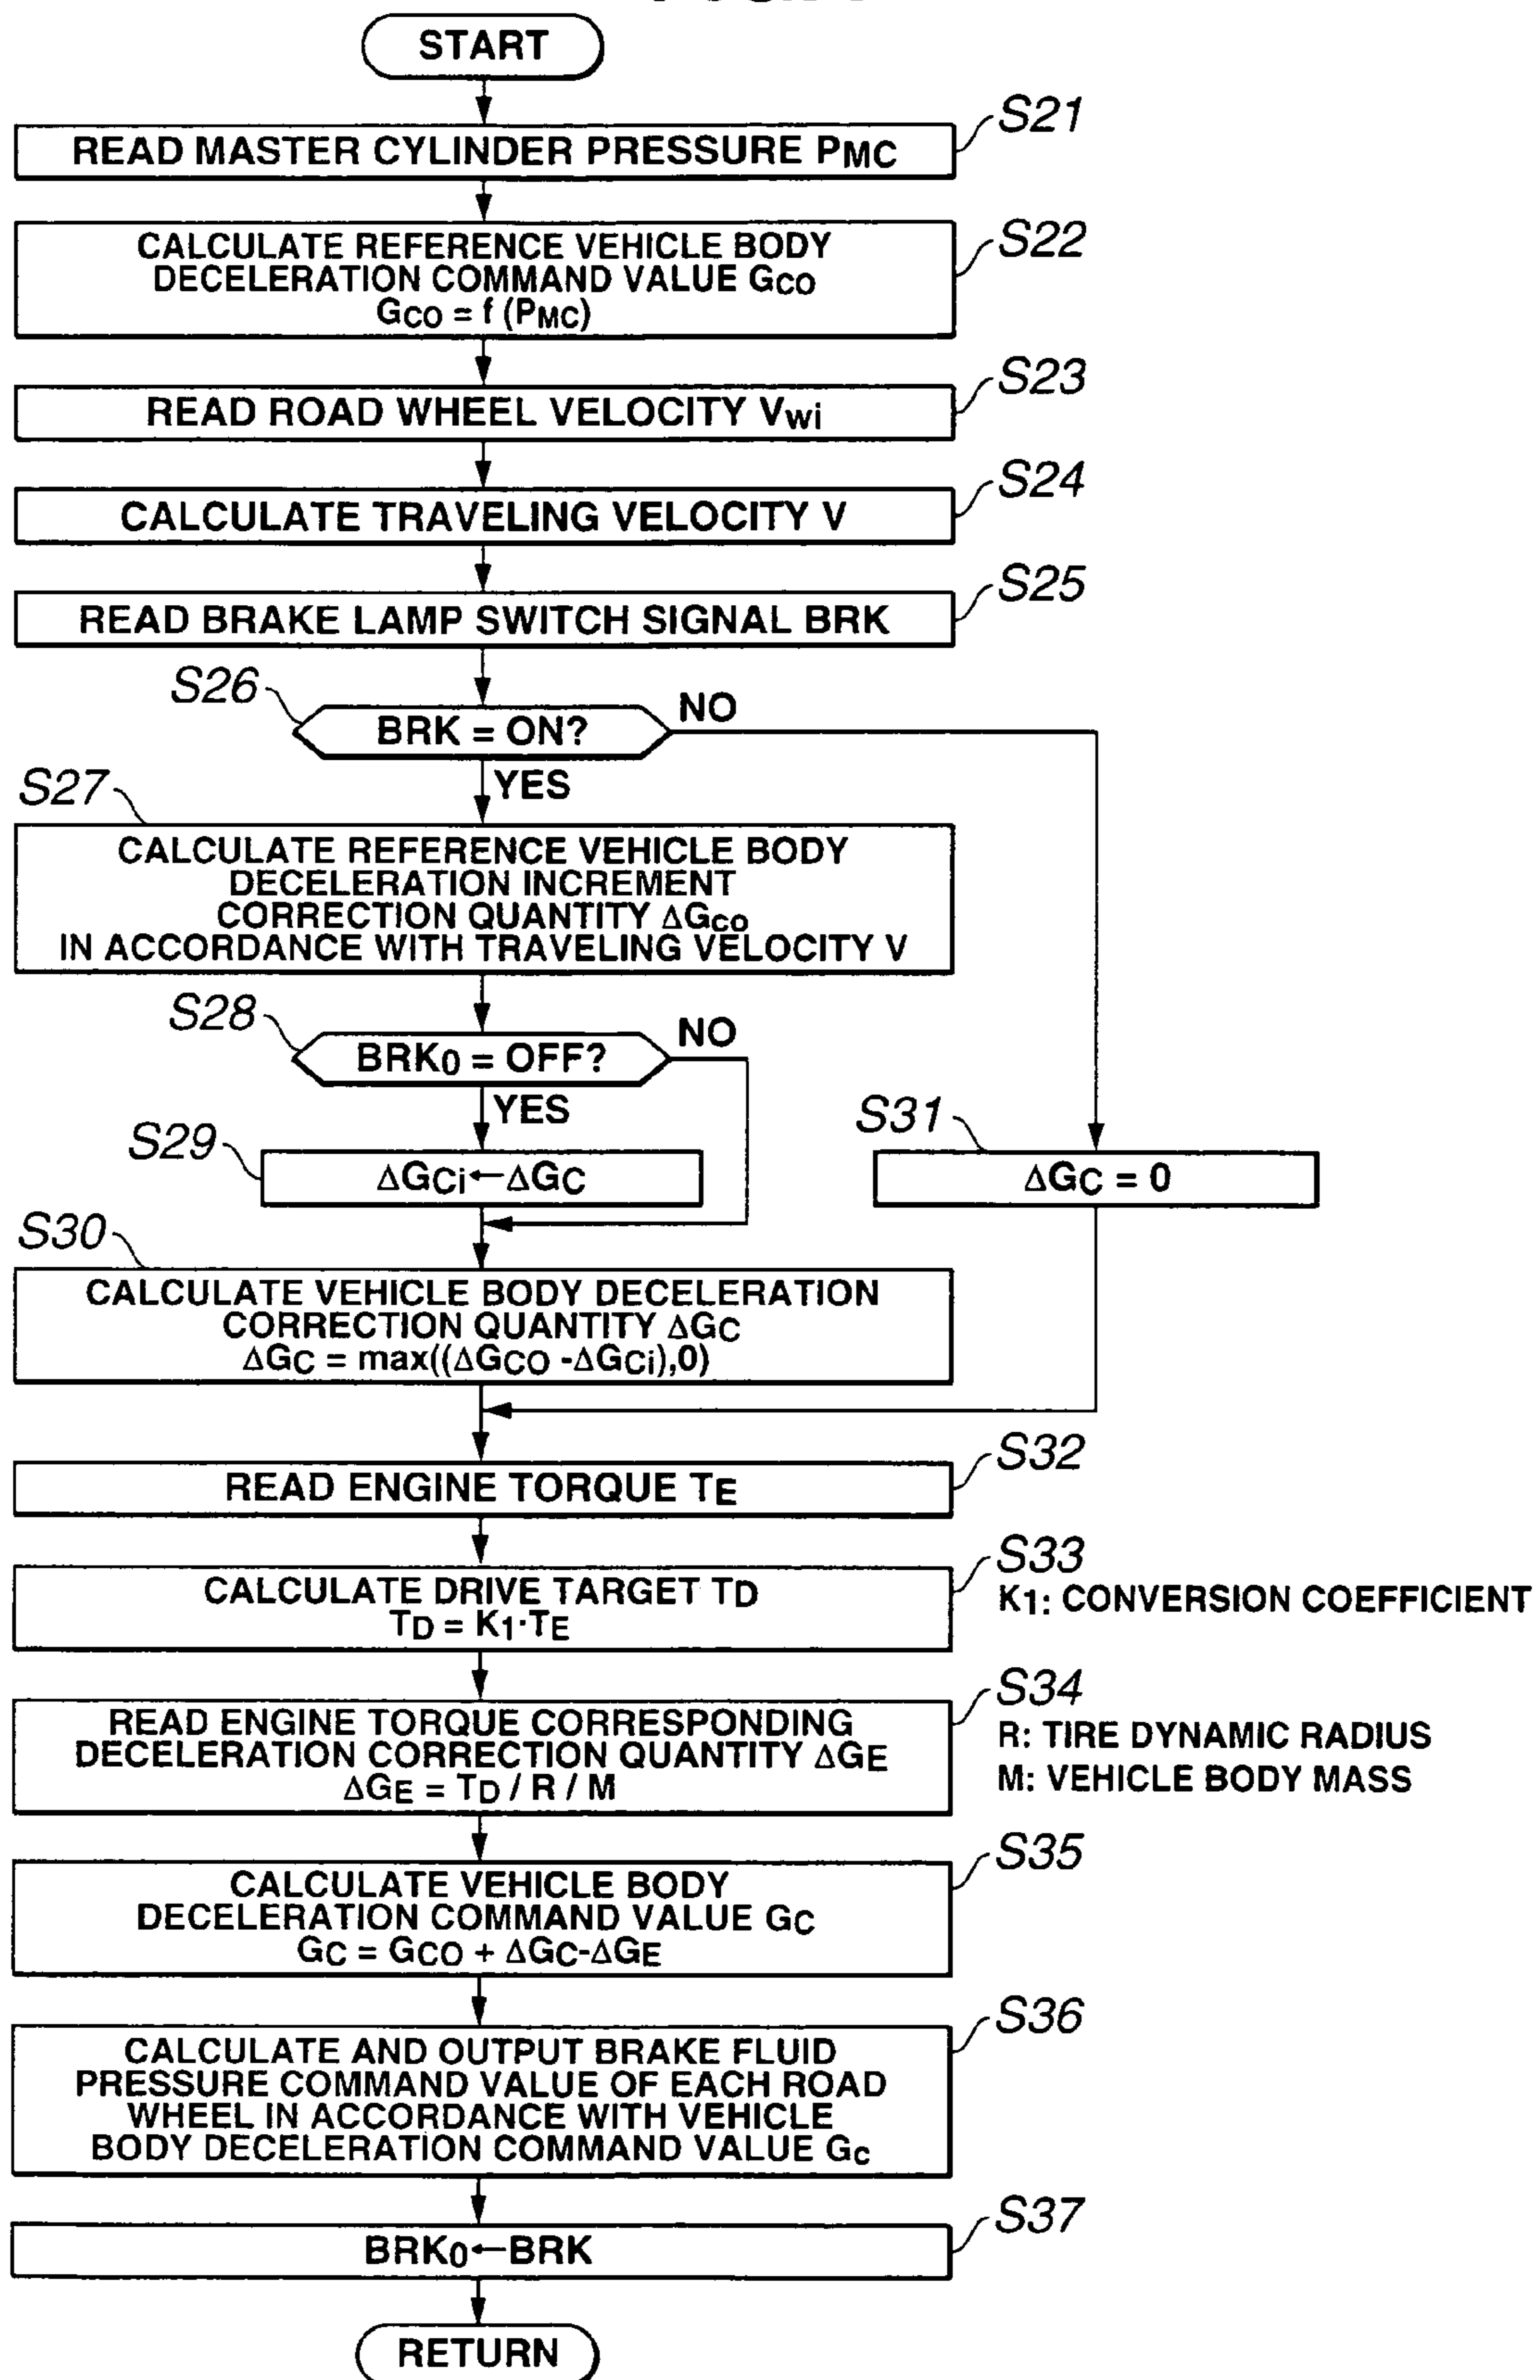 START
S21
READ MASTER CYLINDER PRESSURE PMC
S22
CALCULATE REFERENCE VEHICLE BODY
DECELERATION COMMAND VALUE GCO
GCO = f (PMC)
S23
READ ROAD WHEEL VELOCITY Vwi
S24
CALCULATE TRAVELING VELOCITY V
S25
READ BRAKE LAMP SWITCH SIGNAL BRK
S26
BRK = ON?
NO
YES
S27
CALCULATE REFERENCE VEHICLE BODY
DECELERATION INCREMENT
CORRECTION QUANTITY ΔGCO
IN ACCORDANCE WITH TRAVELING VELOCITY V
S28
BRK0 = OFF?
NO
YES
S29
ΔGCi←ΔGC
S31
ΔGC = 0
S30
CALCULATE VEHICLE BODY DECELERATION
CORRECTION QUANTITY ΔGC
ΔGC = max((ΔGCO -ΔGCi),0)
S32
READ ENGINE TORQUE TE
S33
CALCULATE DRIVE TARGET TD
TD = K1·TE
K1: CONVERSION COEFFICIENT
S34
READ ENGINE TORQUE CORRESPONDING
DECELERATION CORRECTION QUANTITY ΔGE
ΔGE = TD / R / M
R: TIRE DYNAMIC RADIUS
M: VEHICLE BODY MASS
S35
CALCULATE VEHICLE BODY
DECELERATION COMMAND VALUE GC
GC = GCO + ΔGC-ΔGE
S36
CALCULATE AND OUTPUT BRAKE FLUID
PRESSURE COMMAND VALUE OF EACH ROAD
WHEEL IN ACCORDANCE WITH VEHICLE
BODY DECELERATION COMMAND VALUE Gc
S37
BRK0←BRK
RETURN